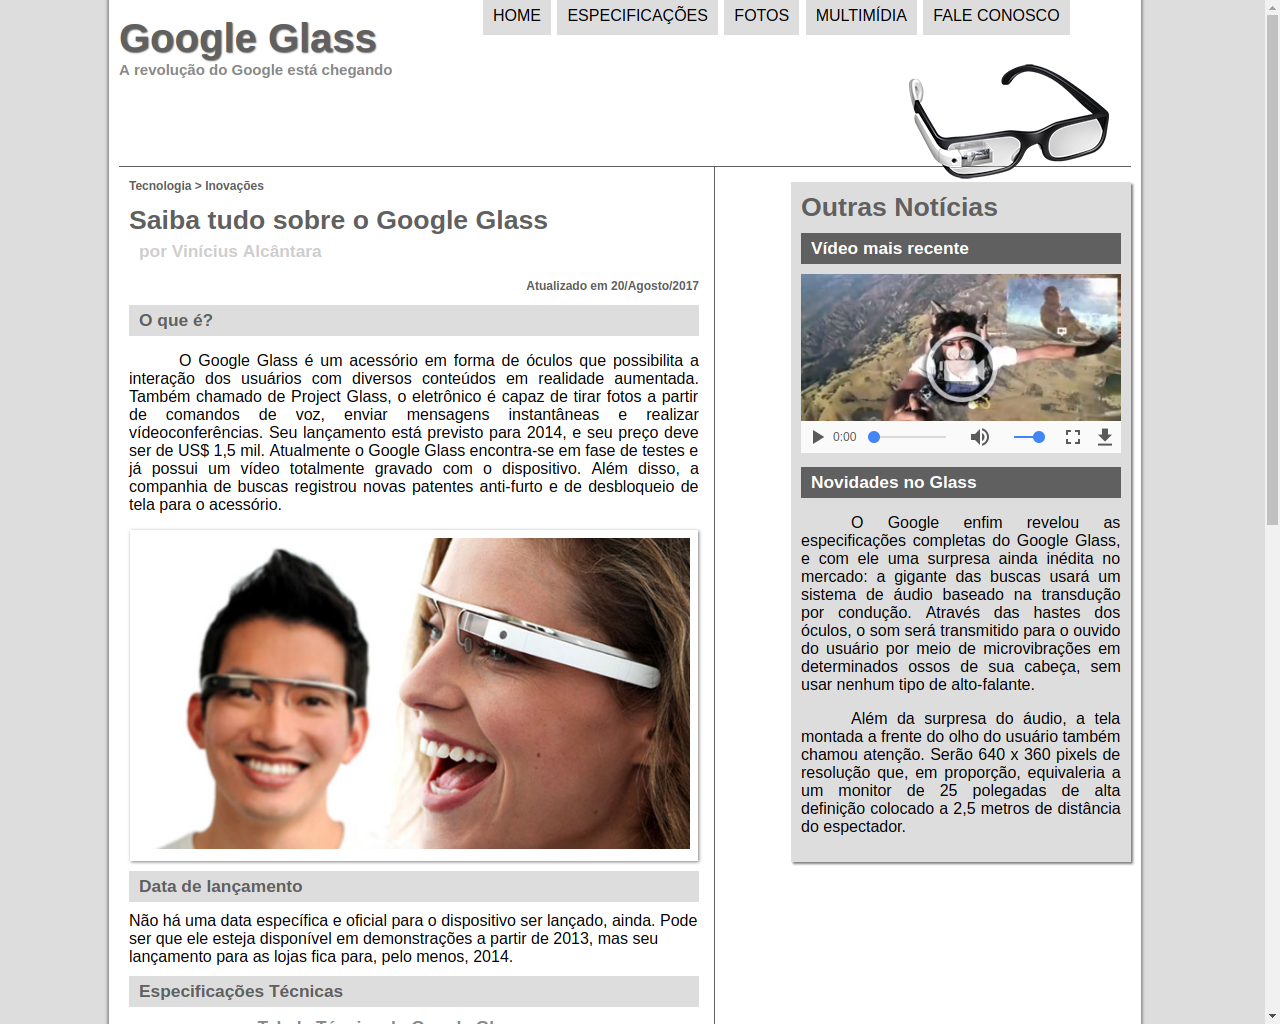 HOME
ESPECIFICAÇÕES
FOTOS
MULTIMÍDIA
FALE CONOSCO
Google Glass
A revolução do Google está chegando
Tecnologia > Inovações
Saiba tudo sobre o Google Glass
por Vinícius Alcântara
Atualizado em 20/Agosto/2017
O que é?
O Google Glass é um acessório em forma de óculos que possibilita a
interação dos usuários com diversos conteúdos em realidade aumentada.
Também chamado de Project Glass, o eletrônico é capaz de tirar fotos a partir
de comandos de voz, enviar mensagens instantâneas e realizar
vídeoconferências. Seu lançamento está previsto para 2014, e seu preço deve
ser de US$ 1,5 mil. Atualmente o Google Glass encontra-se em fase de testes e
já possui um vídeo totalmente gravado com o dispositivo. Além disso, a
companhia de buscas registrou novas patentes anti-furto e de desbloqueio de
tela para o acessório.
Data de lançamento
Não há uma data específica e oficial para o dispositivo ser lançado, ainda. Pode
ser que ele esteja disponível em demonstrações a partir de 2013, mas seu
lançamento para as lojas fica para, pelo menos, 2014.
Especificações Técnicas
Tabela Técnica do Google Glass
Outras Notícias
Vídeo mais recente
0:00
Novidades no Glass
O Google enfim revelou as
especificações completas do Google Glass,
e com ele uma surpresa ainda inédita no
mercado: a gigante das buscas usará um
sistema de áudio baseado na transdução
por condução. Através das hastes dos
óculos, o som será transmitido para o ouvido
do usuário por meio de microvibrações em
determinados ossos de sua cabeça, sem
usar nenhum tipo de alto-falante.
Além da surpresa do áudio, a tela
montada a frente do olho do usuário também
chamou atenção. Serão 640 x 360 pixels de
resolução que, em proporção, equivaleria a
um monitor de 25 polegadas de alta
definição colocado a 2,5 metros de distância
do espectador.